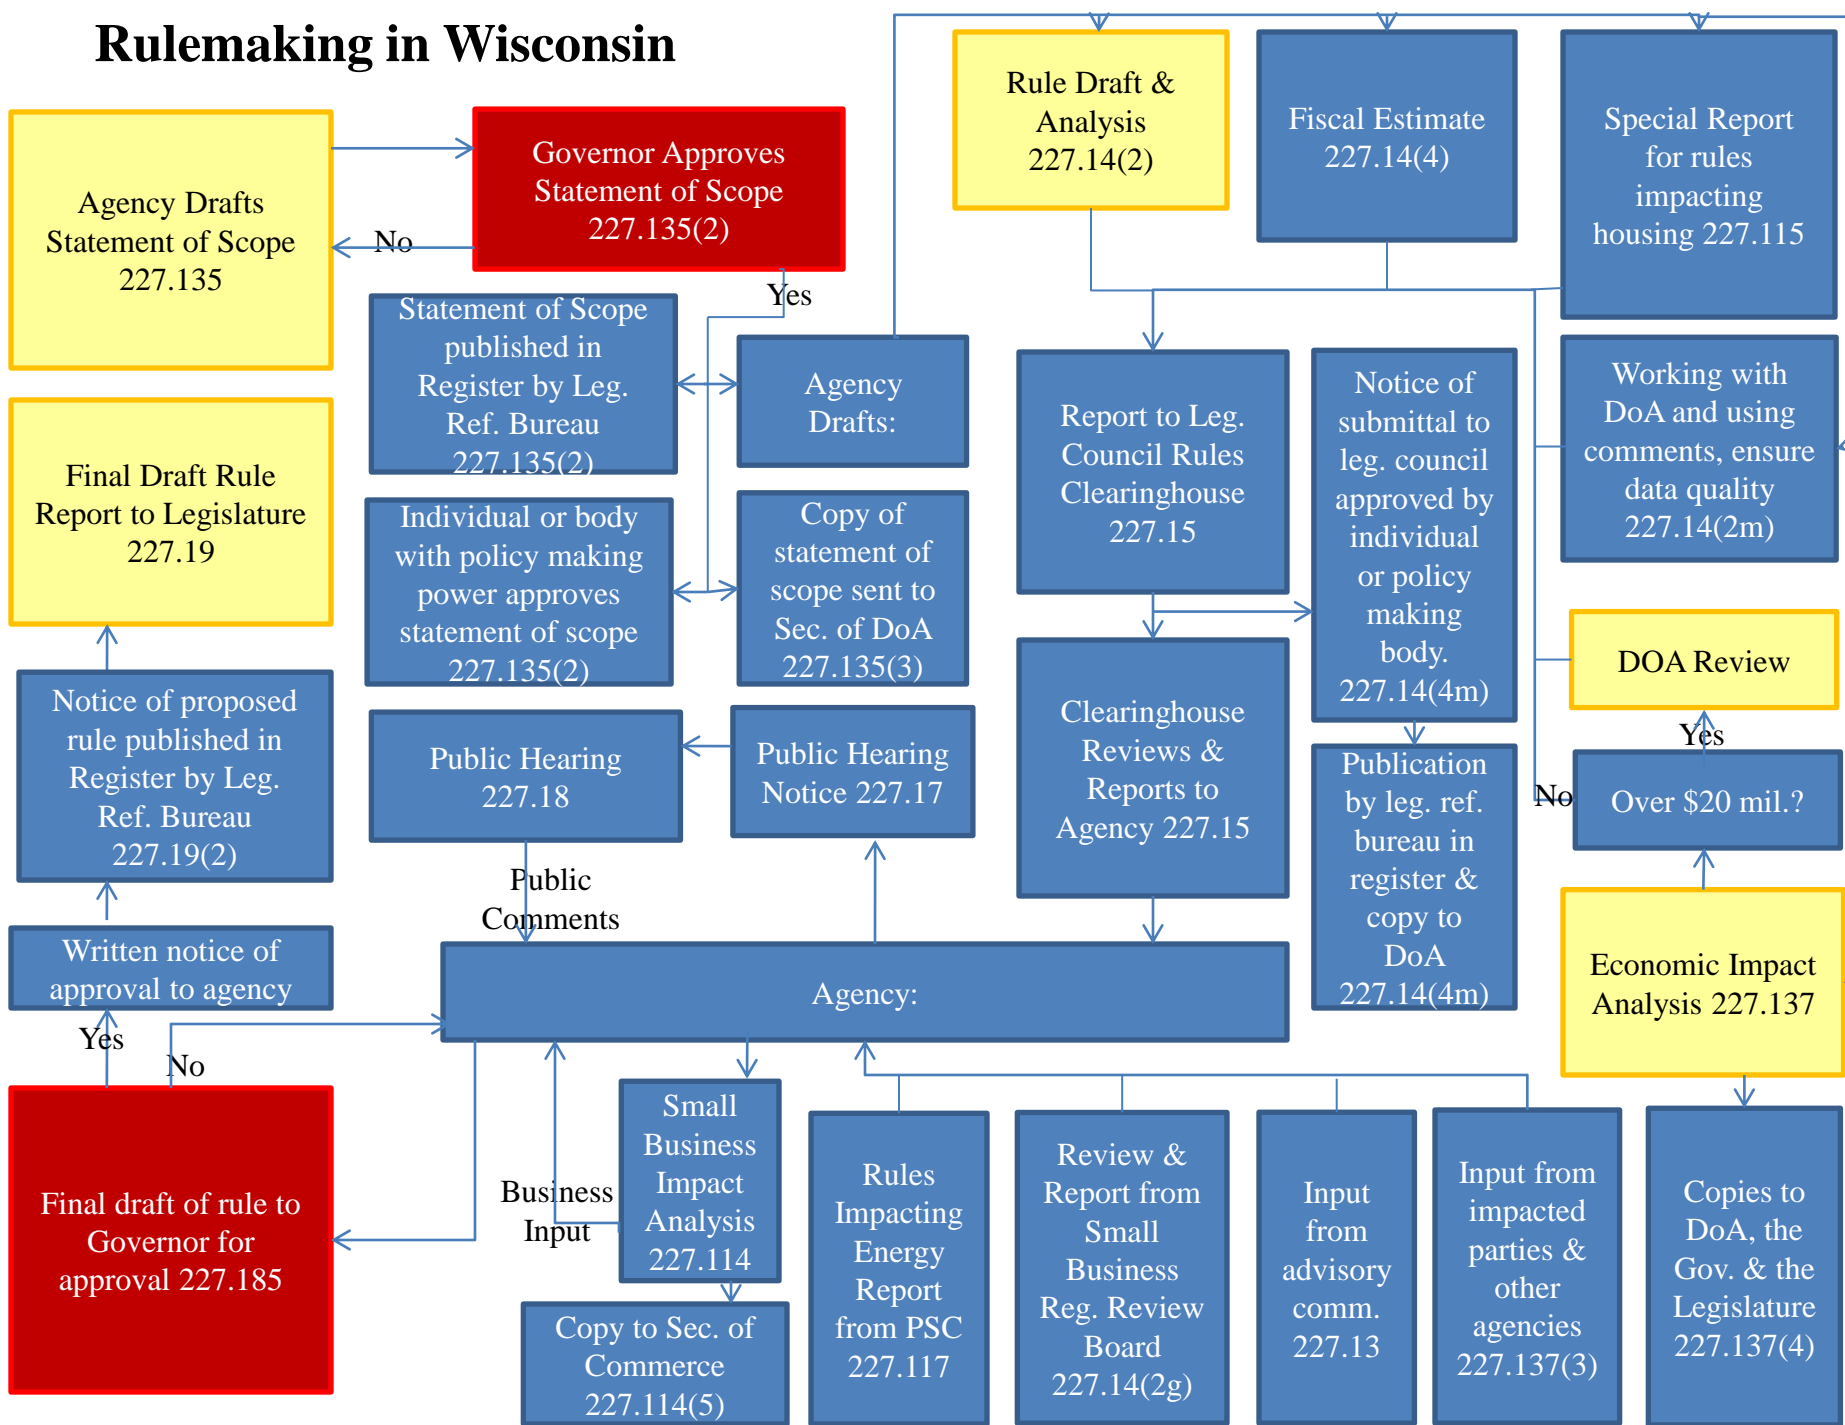 Rulemaking in Wisconsin
Agency Drafts
Statement of Scope
227.135
Governor Approves
Statement of Scope
227.135(2)
No
Yes
Statement of Scope
published in
Register by Leg.
Ref. Bureau
227.135(2)
Agency
Drafts:
Individual or body
with policy making
power approves
statement of scope
227.135(2)
Copy of
statement of
scope sent to
Sec. of DoA
227.135(3)
Rule Draft &
Analysis
227.14(2)
Fiscal Estimate
227.14(4)
Special Report
for rules
impacting
housing 227.115
Report to Leg.
Council Rules
Clearinghouse
227.15
Notice of
submittal to
leg. council
approved by
individual
or policy
making
body.
227.14(4m)
Working with
DoA and using
comments, ensure
data quality
227.14(2m)
DOA Review
Yes
No
Over $20 mil.?
Economic Impact
Analysis 227.137
Copies to
DoA, the
Gov. & the
Legislature
227.137(4)
Clearinghouse
Reviews &
Reports to
Agency 227.15
Publication
by leg. ref.
bureau in
register &
copy to
DoA
227.14(4m)
Public Hearing
227.18
Public Hearing
Notice 227.17
Public
Comments
Agency:
Final Draft Rule
Report to Legislature
227.19
Notice of proposed
rule published in
Register by Leg.
Ref. Bureau
227.19(2)
Written notice of
approval to agency
Yes
No
Final draft of rule to
Governor for
approval 227.185
Business
Input
Small
Business
Impact
Analysis
227.114
Copy to Sec. of
Commerce
227.114(5)
Rules
Impacting
Energy
Report
from PSC
227.117
Review &
Report from
Small
Business
Reg. Review
Board
227.14(2g)
Input
from
advisory
comm.
227.13
Input from
impacted
parties &
other
agencies
227.137(3)